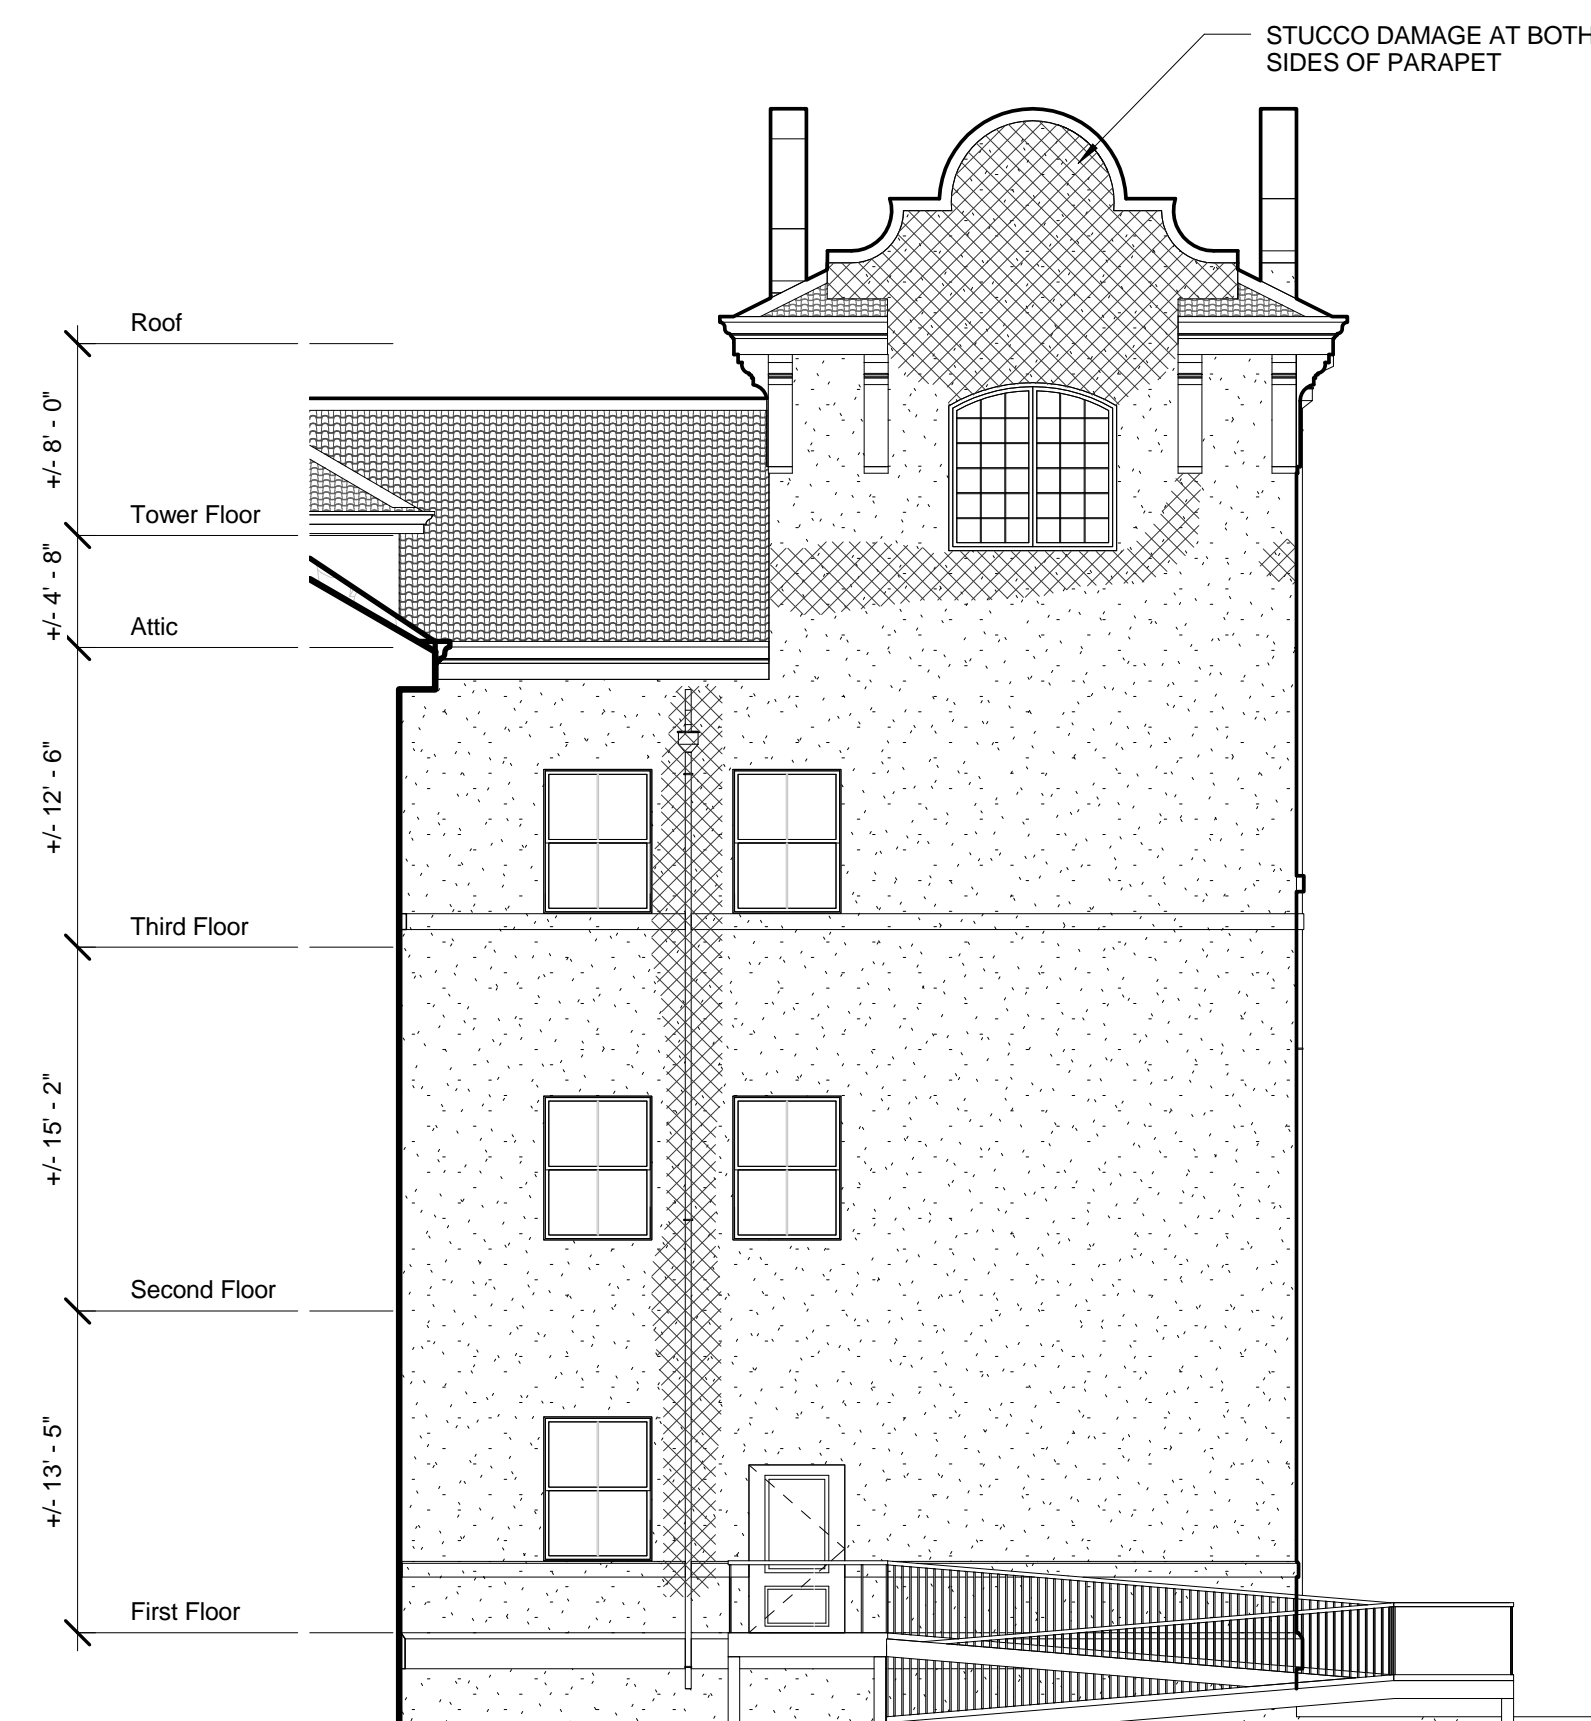 STUCCO DAMAGE AT BOTH
SIDES OF PARAPET
Roof
+/- 8' - 0"
Tower Floor
+/- 4' - 8"
Attic
+/- 12' - 6"
Third Floor
+/- 15' - 2"
Second Floor
+/- 13' - 5"
First Floor